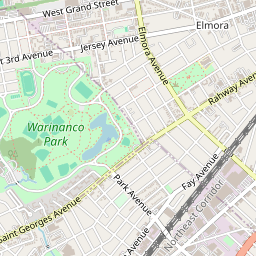 West Grand Street
Elmora
Jersey Avenue
t 3rd Avenue
Elmora Avenue
Rahway Avenue
Warinanco
Park
Fay Avenue
Park Avenue
Saint Georges Avenue
Northeast Corridor